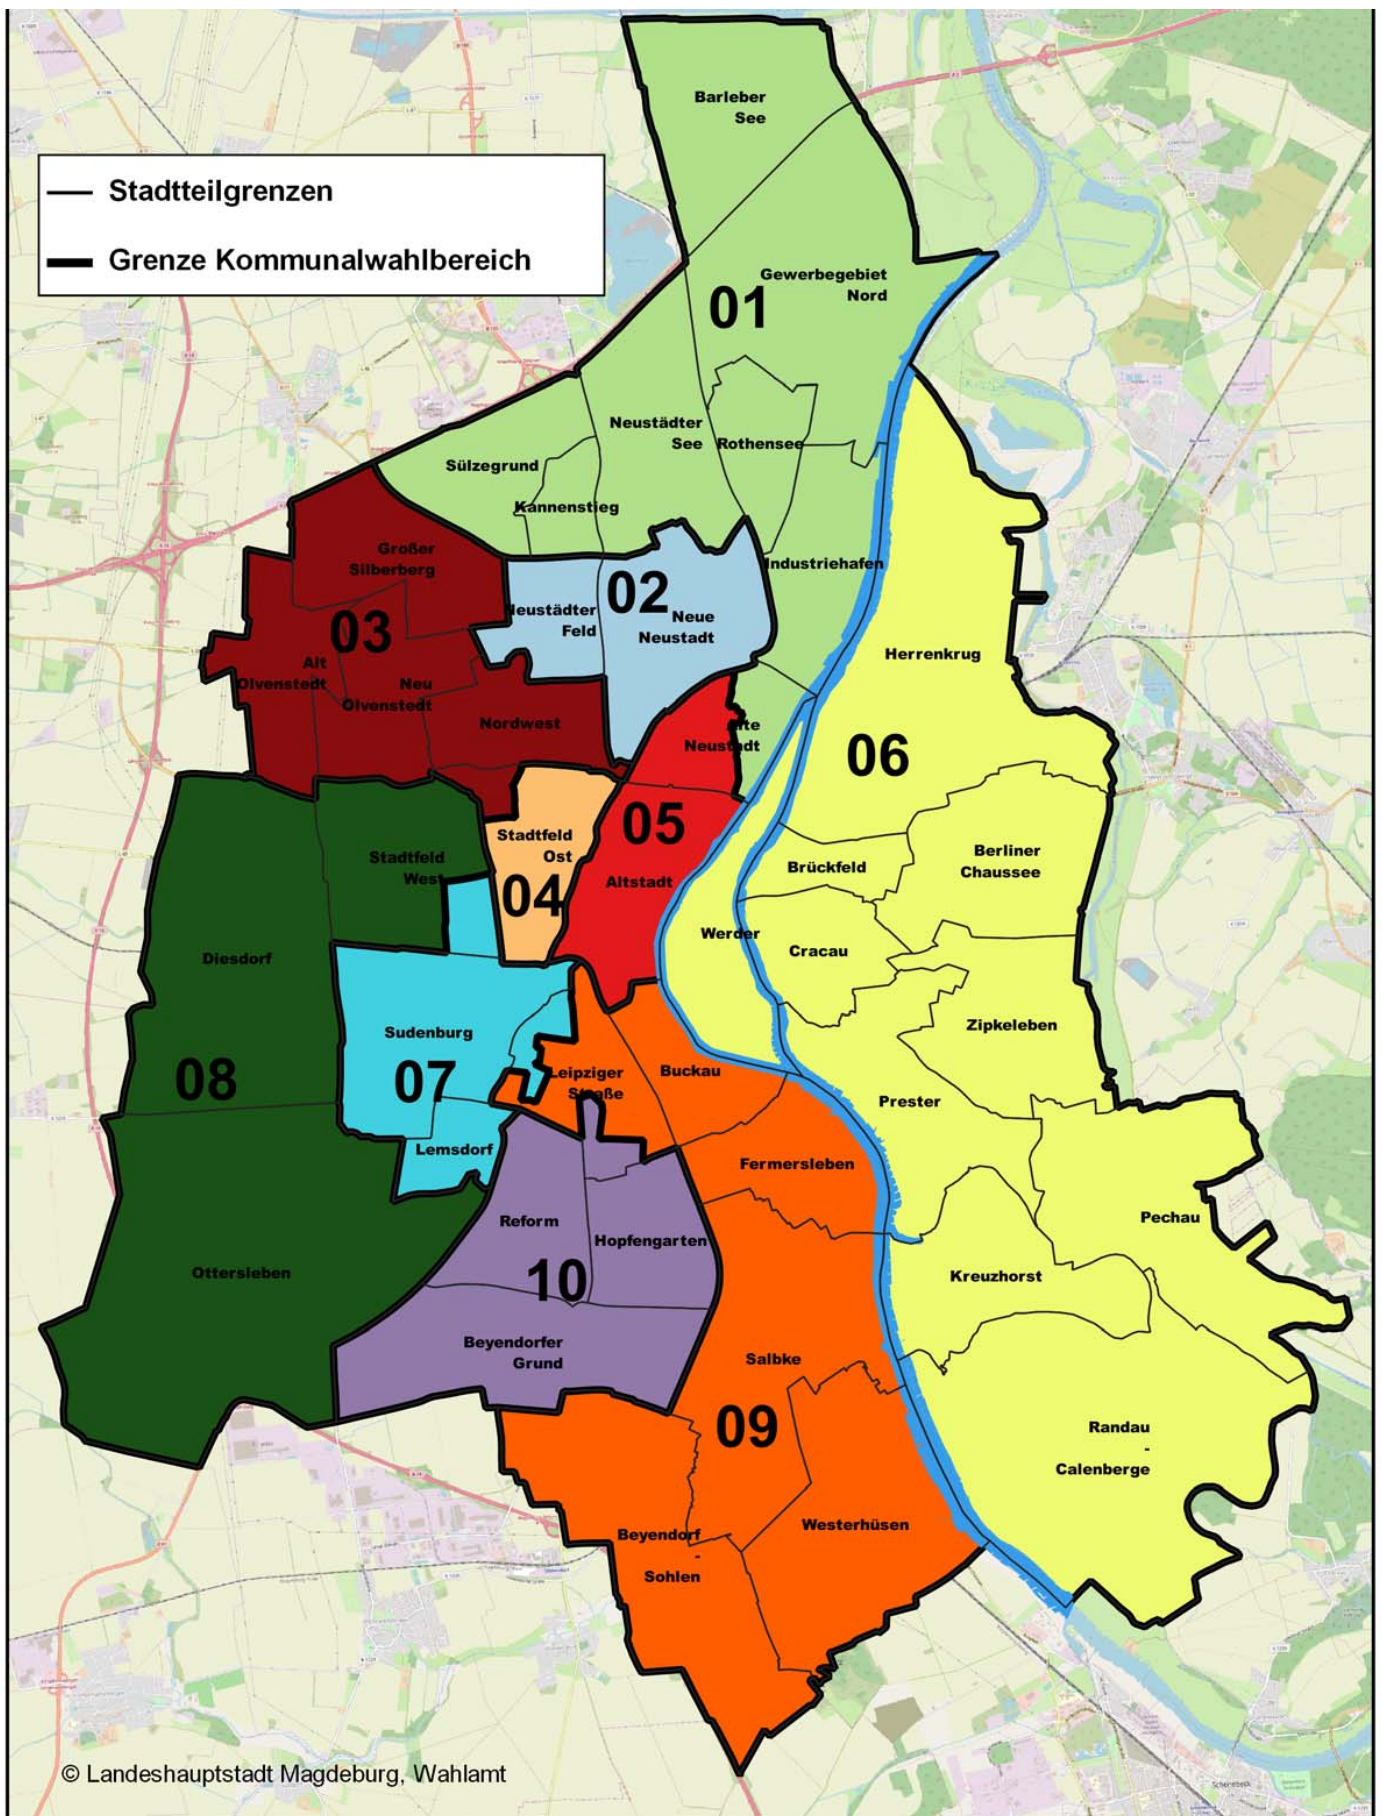 Stadtteilgrenzen
Grenze Kommunalwahlbereich
Barleber
See
Gewerbegebiet
Nord
01
Neustädter
See
Rothensee
Sülzegrund
Kannenstieg
Industriehafen
Großer
Silberberg
02
Neustädter
Feld
Neue
Neustadt
03
Alt
Olvenstedt
Neu
Olvenstedt
Nordwest
Herrenkrug
Alte
Neustadt
06
05
Stadtfeld
Ost
04
Stadtfeld
West
Altstadt
Brückfeld
Berliner
Chaussee
Werder
Cracau
Diesdorf
Sudenburg
07
08
Leipziger
Straße
Buckau
Zipkeleben
Prester
Lemsdorf
Fermersleben
Reform
Hopfengarten
10
Pechau
Kreuzhorst
Ottersleben
Beyendorfer
Grund
Salbke
09
Randau
-
Calenberge
Westerhüsen
Beyendorf
-
Sohlen
© Landeshauptstadt Magdeburg, Wahlamt